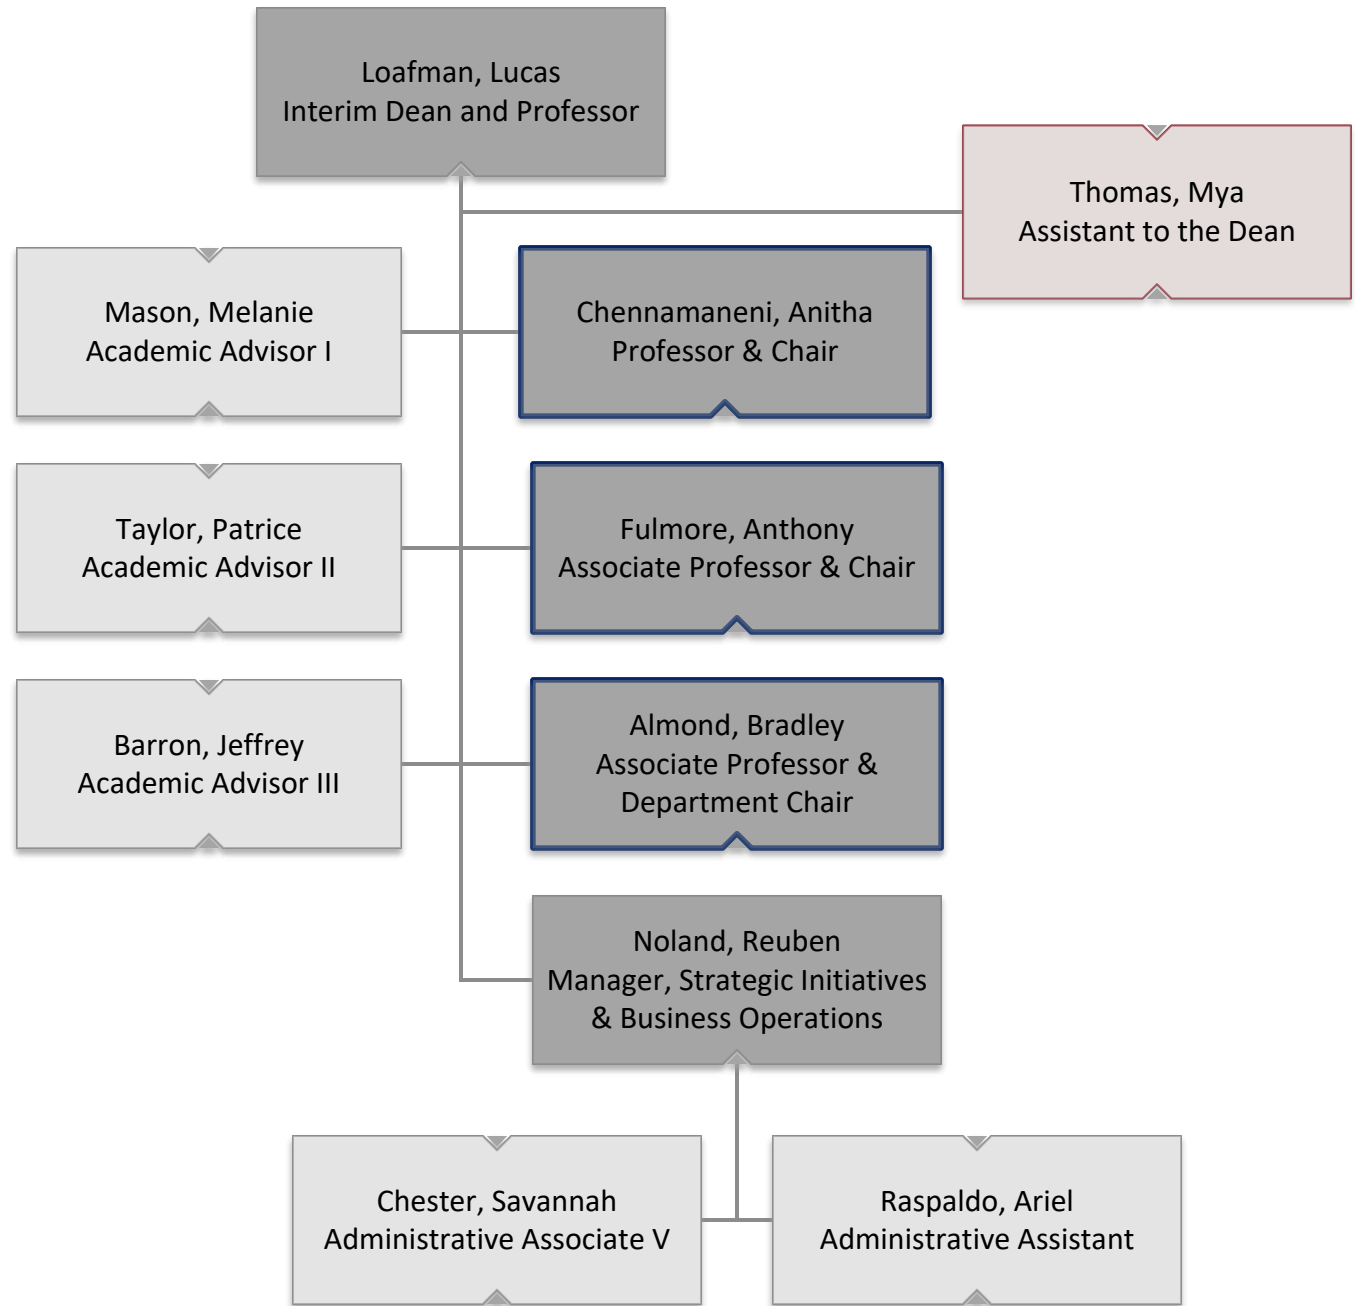 Loafman, Lucas
Interim Dean and Professor
Thomas, Mya
Assistant to the Dean
Mason, Melanie
Academic Advisor I
Chennamaneni, Anitha
Professor & Chair
Taylor, Patrice
Academic Advisor II
Fulmore, Anthony
Associate Professor & Chair
Barron, Jeffrey
Academic Advisor III
Almond, Bradley
Associate Professor &
Department Chair
Noland, Reuben
Manager, Strategic Initiatives
& Business Operations
Chester, Savannah
Administrative Associate V
Raspaldo, Ariel
Administrative Assistant